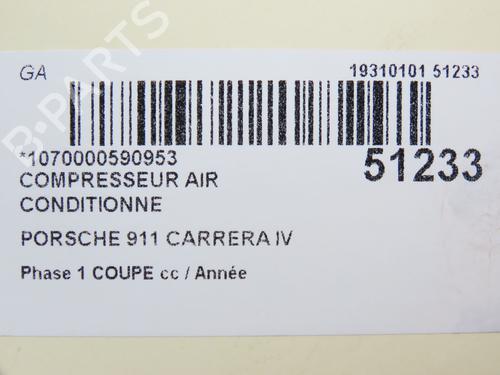 GA
19310101 51233
*1070000590953
51233
COMPRESSEUR AIR
CONDITIONNE
PORSCHE 911 CARRERA IV
Phase 1 COUPE cc / Année
B-PARTS